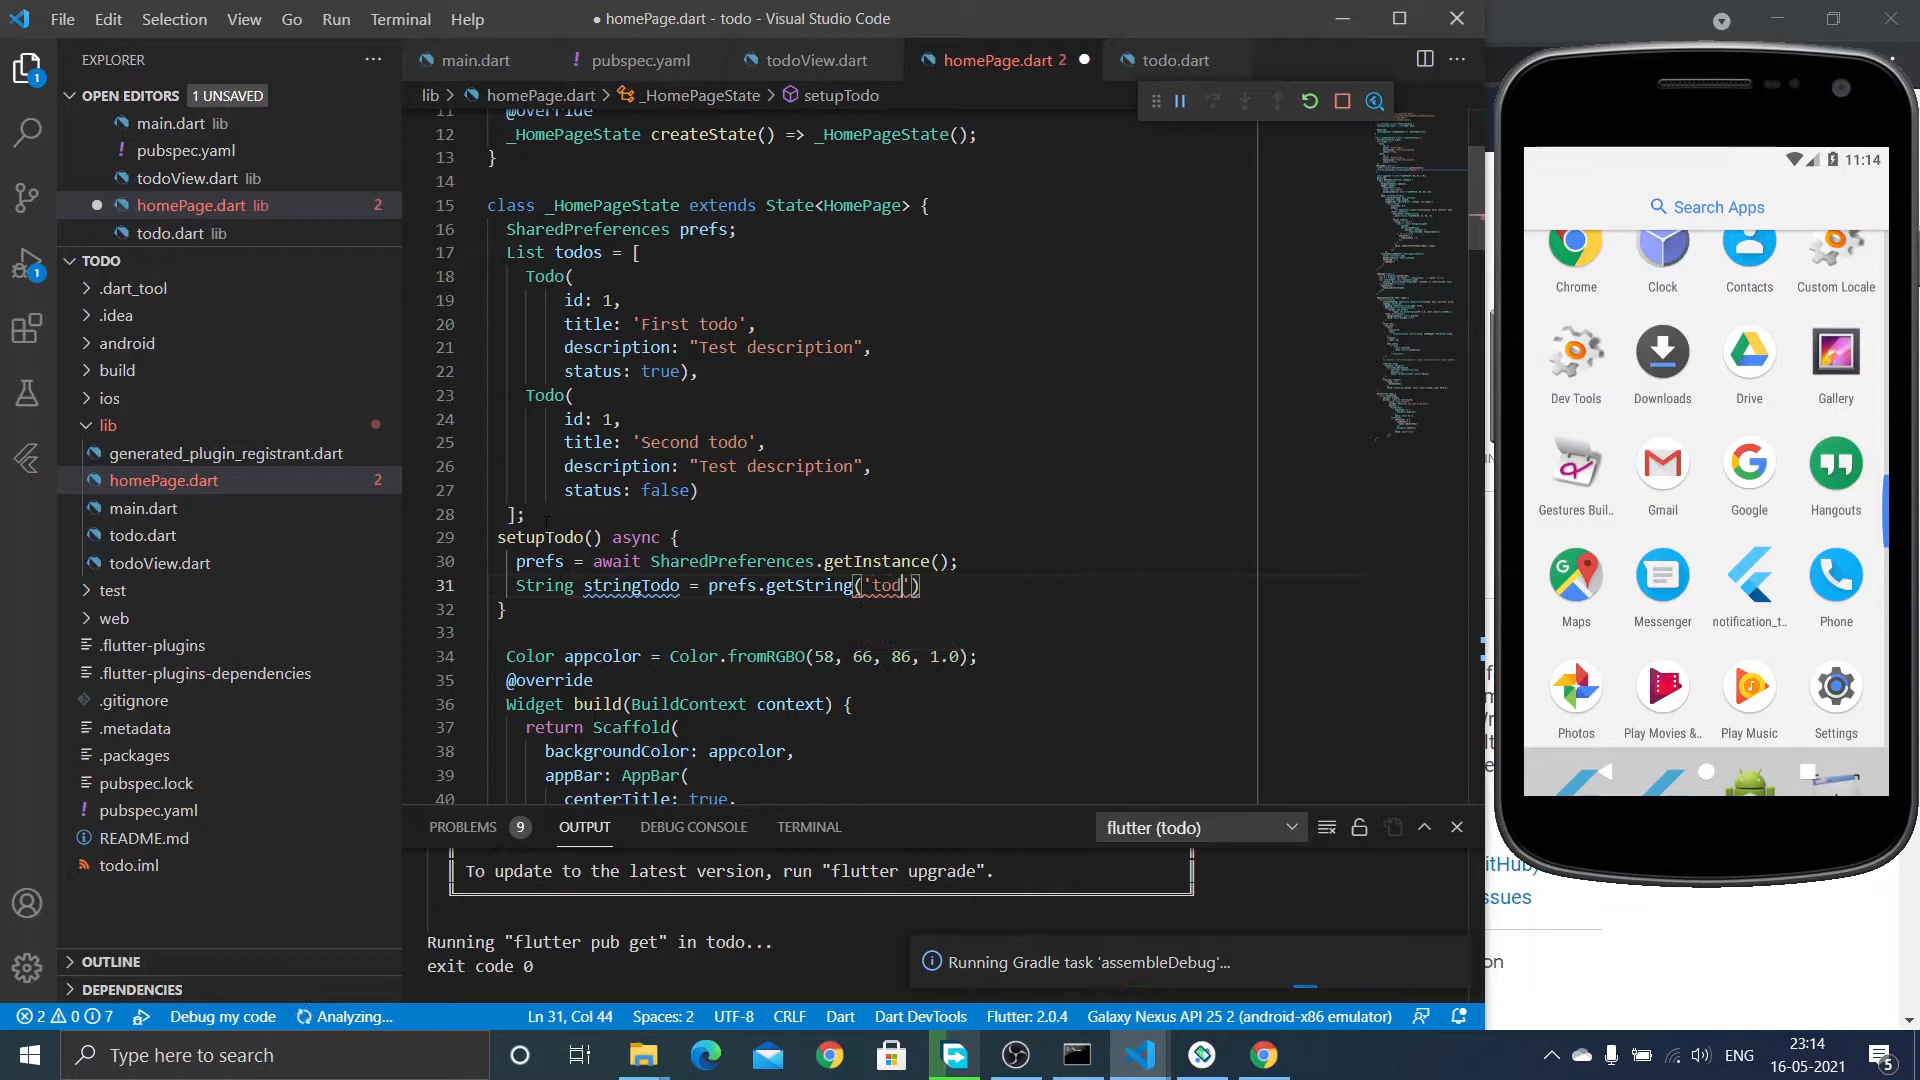 File Edit Selection View Go Run Terminal Help
● homePage.dart - todo - Visual Studio Code
EXPLORER
OPEN EDITORS 1 UNSAVED
main.dart lib
! pubspec.yaml
todoView.dart lib
homePage.dart lib 2
todo.dart lib
TODO
.dart_tool
.idea
android
build
ios
lib
generated_plugin_registrant.dart
homePage.dart 2
main.dart
todo.dart
todoView.dart
test
web
.flutter-plugins
.flutter-plugins-dependencies
.gitignore
.metadata
.packages
pubspec.lock
! pubspec.yaml
README.md
todo.iml
OUTLINE
DEPENDENCIES
1
1
main.dart ! pubspec.yaml todoView.dart homePage.dart 2 todo.dart
lib > homePage.dart > _HomePageState > setupTodo
11 @override
12 _HomePageState createState() => _HomePageState();
13 }
14
15 class _HomePageState extends State<HomePage> {
16 SharedPreferences prefs;
17 List todos = [
18 Todo(
19 id: 1,
20 title: 'First todo',
21 description: "Test description",
22 status: true),
23 Todo(
24 id: 1,
25 title: 'Second todo',
26 description: "Test description",
27 status: false)
28 ];
29 setupTodo() async {
30 prefs = await SharedPreferences.getInstance();
31 String stringTodo = prefs.getString('tod')
32 }
33
34 Color appcolor = Color.fromRGBO(58, 66, 86, 1.0);
35 @override
36 Widget build(BuildContext context) {
37 return Scaffold(
38 backgroundColor: appcolor,
39 appBar: AppBar(
40 centerTitle: true,
PROBLEMS 9 OUTPUT DEBUG CONSOLE TERMINAL
flutter (todo)
To update to the latest version, run "flutter upgrade".
Running "flutter pub get" in todo...
exit code 0
Running Gradle task 'assembleDebug'...
2 0 7 Debug my code Analyzing... Ln 31, Col 44 Spaces: 2 UTF-8 CRLF Dart Dart DevTools Flutter: 2.0.4 Galaxy Nexus API 25 2 (android-x86 emulator)
11:14
Search Apps
Chrome Clock Contacts Custom Locale
Dev Tools Downloads Drive Gallery
Gestures Buil.. Gmail Google Hangouts
Maps Messenger notification_t.. Phone
Photos Play Movies &.. Play Music Settings
itHub
ssues
on
Type here to search
ENG
23:14
16-05-2021
5